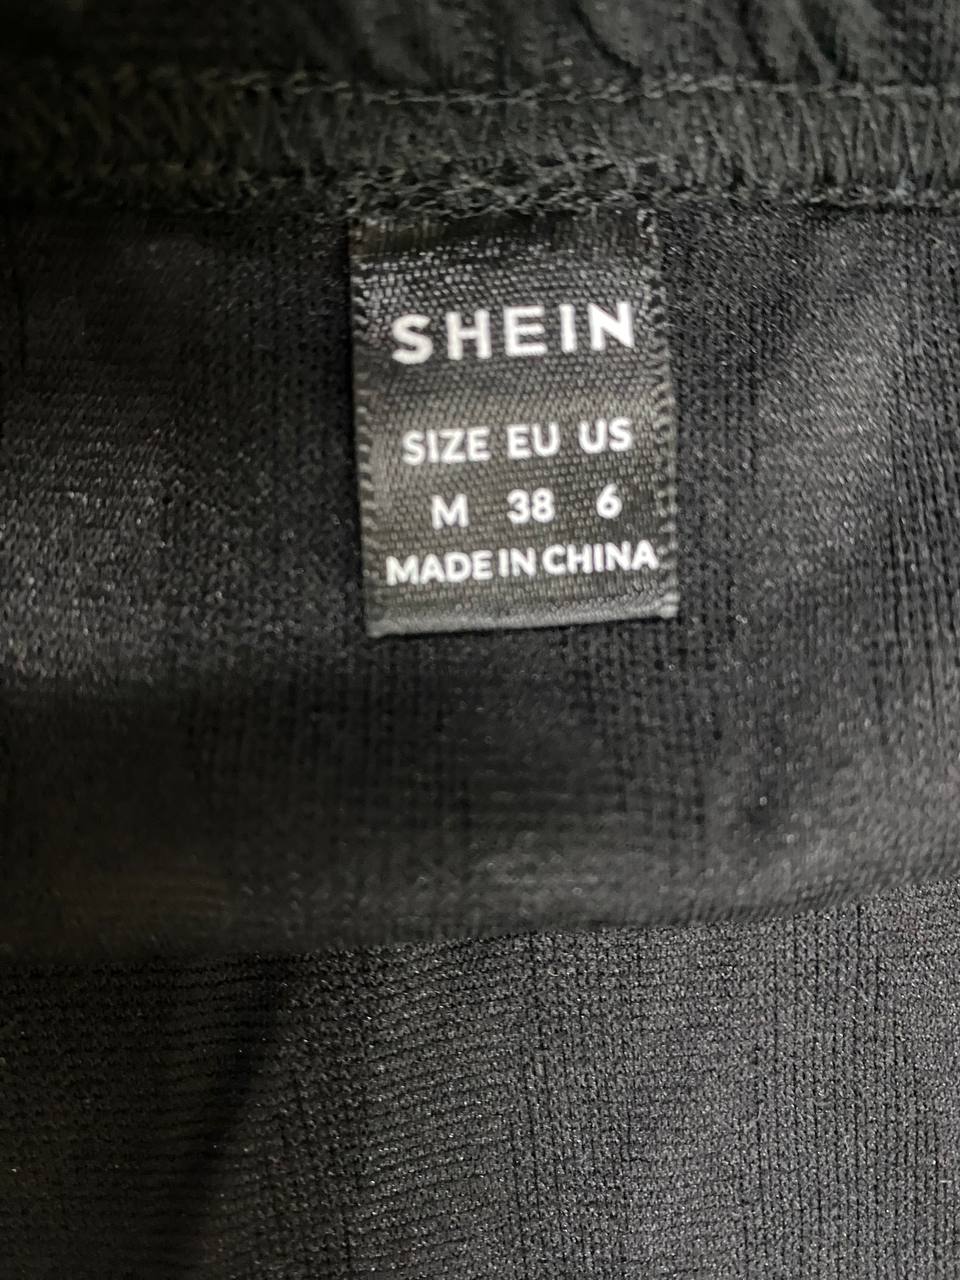 SHEIN
SIZE EU US
M 38 6
MADE IN CHINA